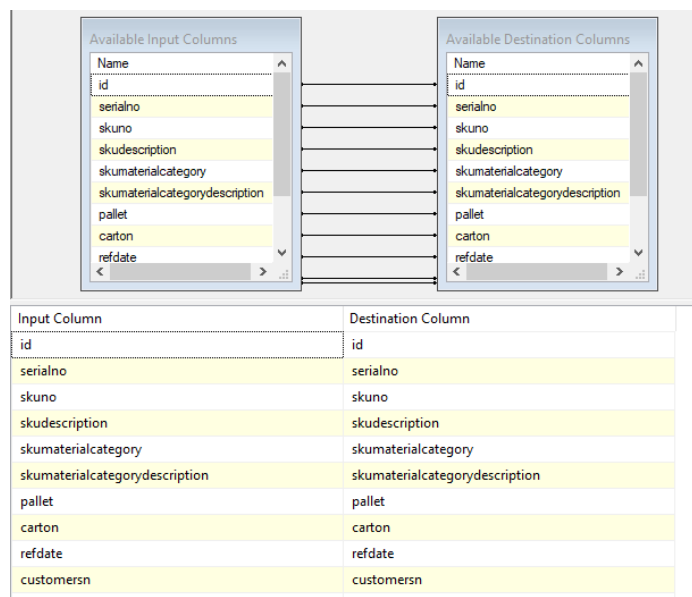 Available Input Columns
Name
id
serialno
skuno
skudescription
skumaterialcategory
skumaterialcategorydescription
pallet
carton
refdate
Available Destination Columns
Name
id
serialno
skuno
skudescription
skumaterialcategory
skumaterialcategorydescription
pallet
carton
refdate
Input Column Destination Column
id id
serialno serialno
skuno skuno
skudescription skudescription
skumaterialcategory skumaterialcategory
skumaterialcategorydescription skumaterialcategorydescription
pallet pallet
carton carton
refdate refdate
customersn customersn